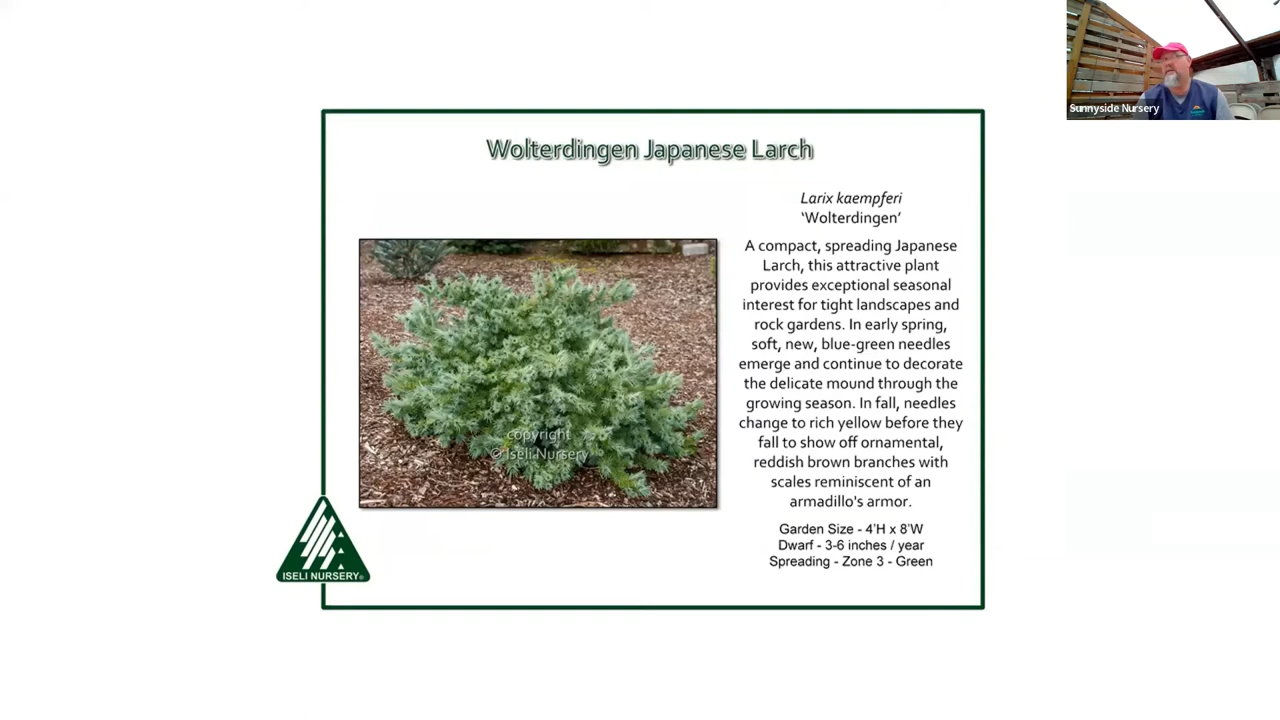 Sunnyside Nursery
Wolterdingen Japanese Larch
Larix kaempferi
‘Wolterdingen’
A compact, spreading Japanese
Larch, this attractive plant
provides exceptional seasonal
interest for tight landscapes and
rock gardens. In early spring,
soft, new, blue-green needles
emerge and continue to decorate
the delicate mound through the
growing season. In fall, needles
change to rich yellow before they
fall to show off ornamental,
reddish brown branches with
scales reminiscent of an
armadillo's armor.
Garden Size - 4'H x 8'W
Dwarf - 3-6 inches / year
Spreading - Zone 3 - Green
copyright
© Iseli Nursery
ISELI NURSERY®